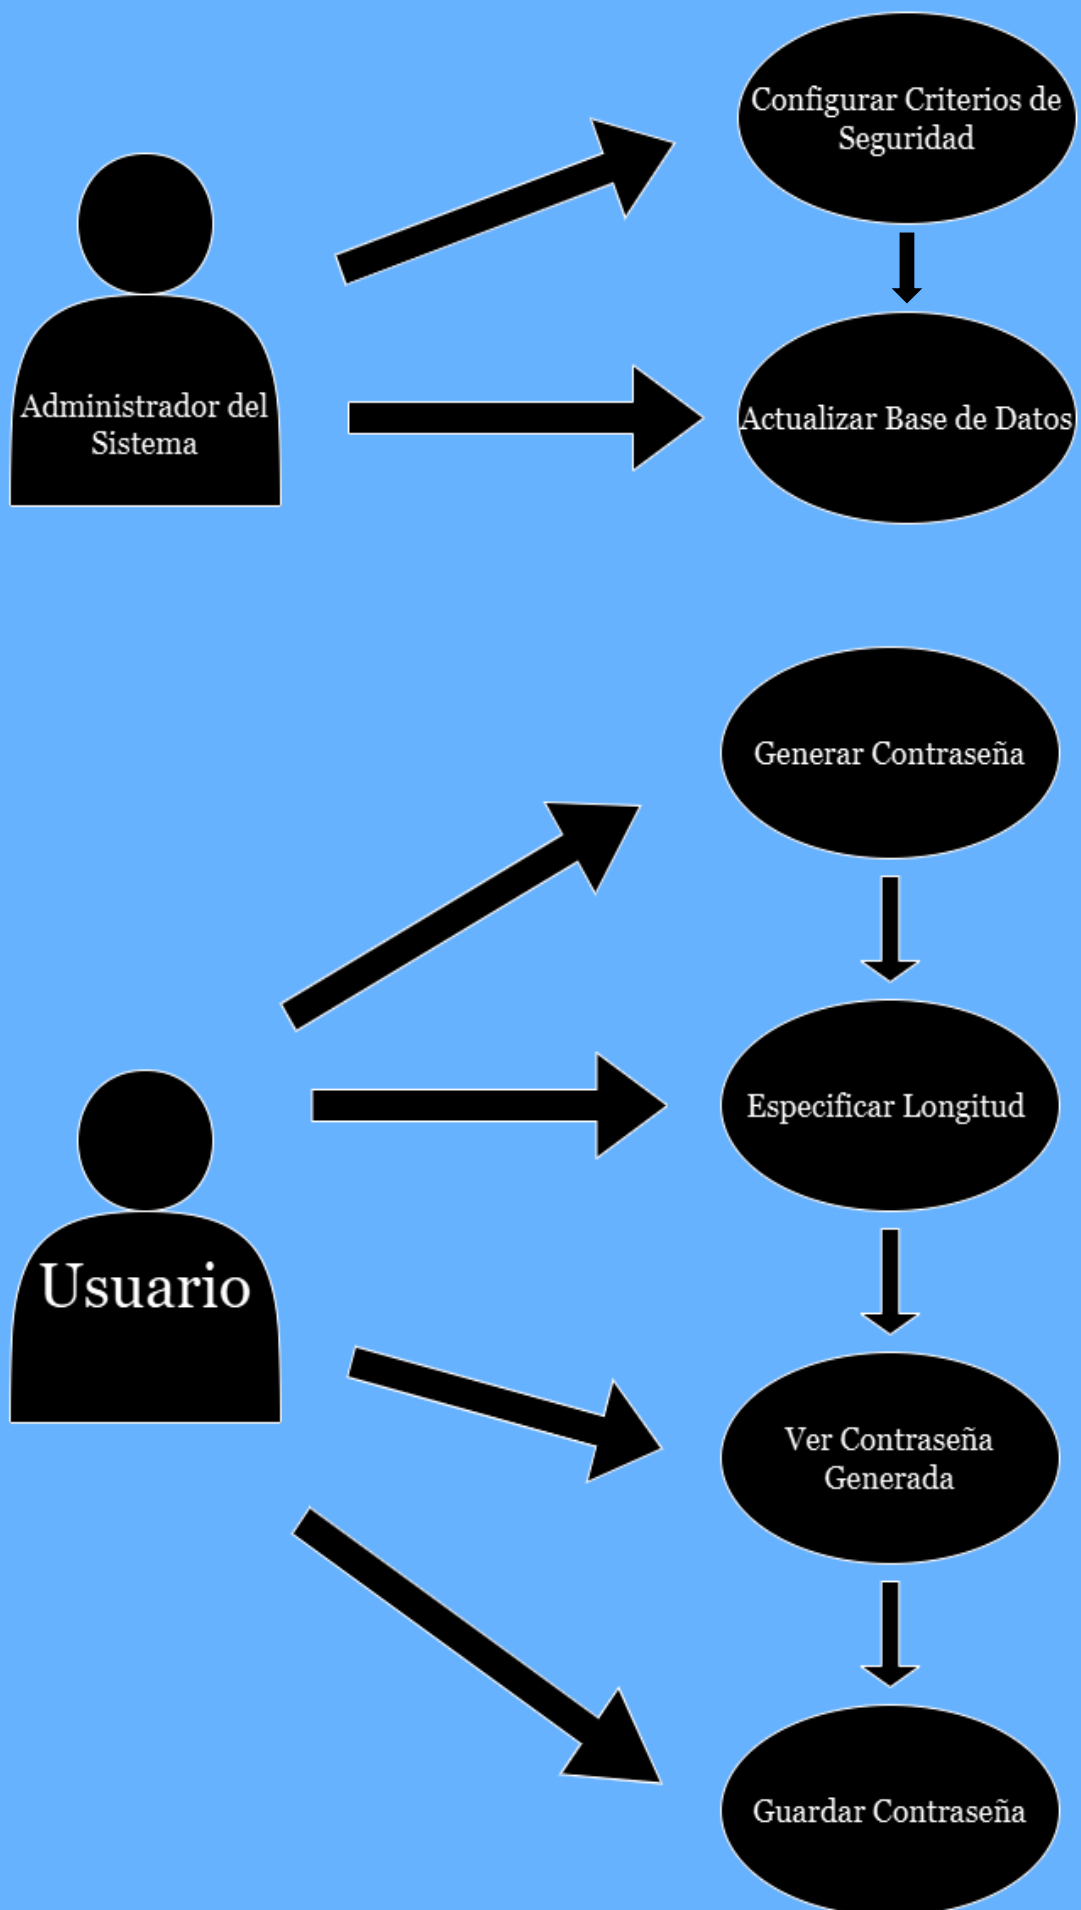 Configurar Criterios de
Seguridad
Administrador del
Sistema
Actualizar Base de Datos
Generar Contraseña
Especificar Longitud
Usuario
Ver Contraseña
Generada
Guardar Contraseña